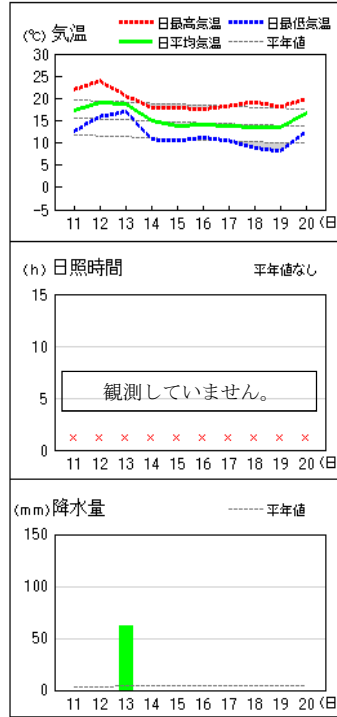 (℃) 気温
日最高気温 日最低気温
日平均気温 平年値
30
25
20
15
10
5
0
-5
11 12 13 14 15 16 17 18 19 20 (日
(h) 日照時間 平年値なし
15
10
観測していません。
5
0
× × × × × × × × × ×
11 12 13 14 15 16 17 18 19 20 (日
(mm) 降水量 平年値
150
100
50
0
11 12 13 14 15 16 17 18 19 20 (日